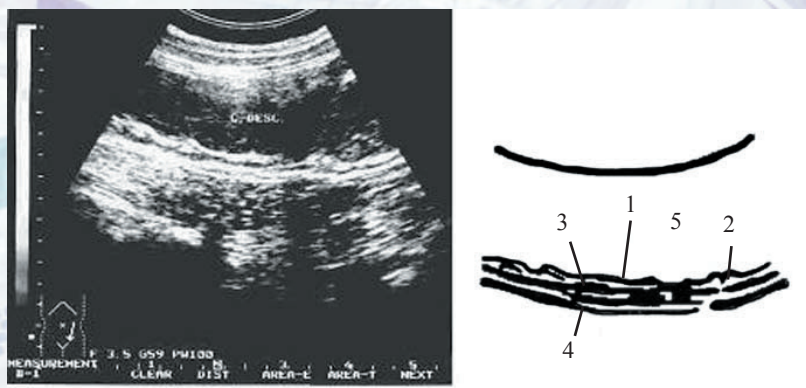 C.DESC.
F 3.5 G59 PW100
MEASUREMENT 1 2 3 4 5
B-1 CLEAR DIST AREA-E AREA-T NEXT
1
5
3
2
4